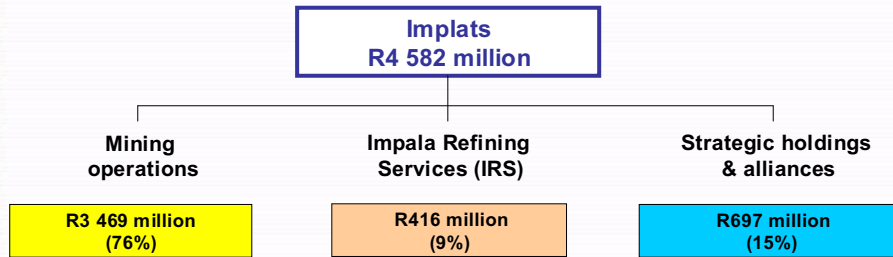 Implats
R4 582 million
Mining
operations
Impala Refining
Services (IRS)
Strategic holdings
& alliances
R3 469 million
(76%)
R416 million
(9%)
R697 million
(15%)